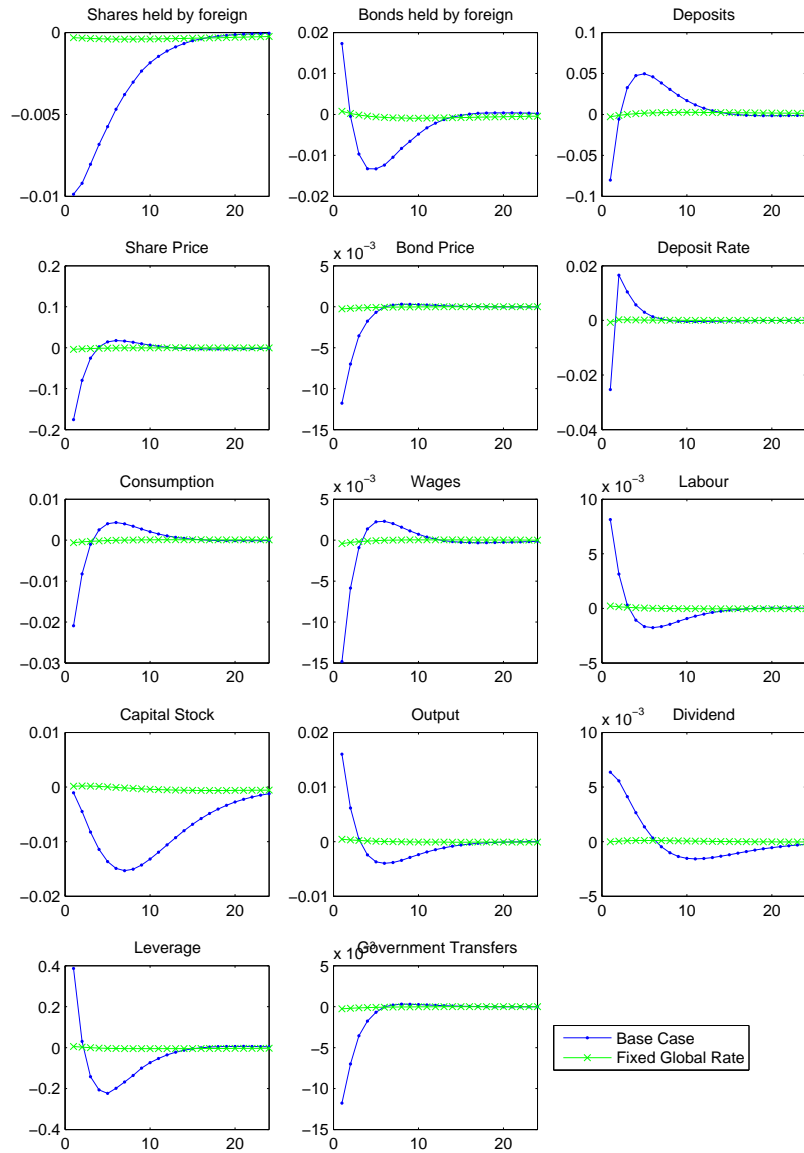 Shares held by foreign
Bonds held by foreign
Deposits
0
−0.005
−0.01
0 10 20
0.02
0.01
0
−0.01
−0.02
0 10 20
0.1
0.05
0
−0.05
−0.1
0 10 20
Share Price
Bond Price
Deposit Rate
0.2
0.1
0
−0.1
−0.2
0 10 20
x 10⁻³
5
0
−5
−10
−15
0 10 20
0.02
0
−0.02
−0.04
0 10 20
Consumption
Wages
Labour
0.01
0
−0.01
−0.02
−0.03
0 10 20
x 10⁻³
5
0
−5
−10
−15
0 10 20
x 10⁻³
10
5
0
−5
0 10 20
Capital Stock
Output
Dividend
0.01
0
−0.01
−0.02
0 10 20
0.02
0.01
0
−0.01
0 10 20
x 10⁻³
10
5
0
−5
0 10 20
Leverage
Government Transfers
0.4
0.2
0
−0.2
−0.4
0 10 20
x 10⁻³
5
0
−5
−10
−15
0 10 20
Base Case
Fixed Global Rate